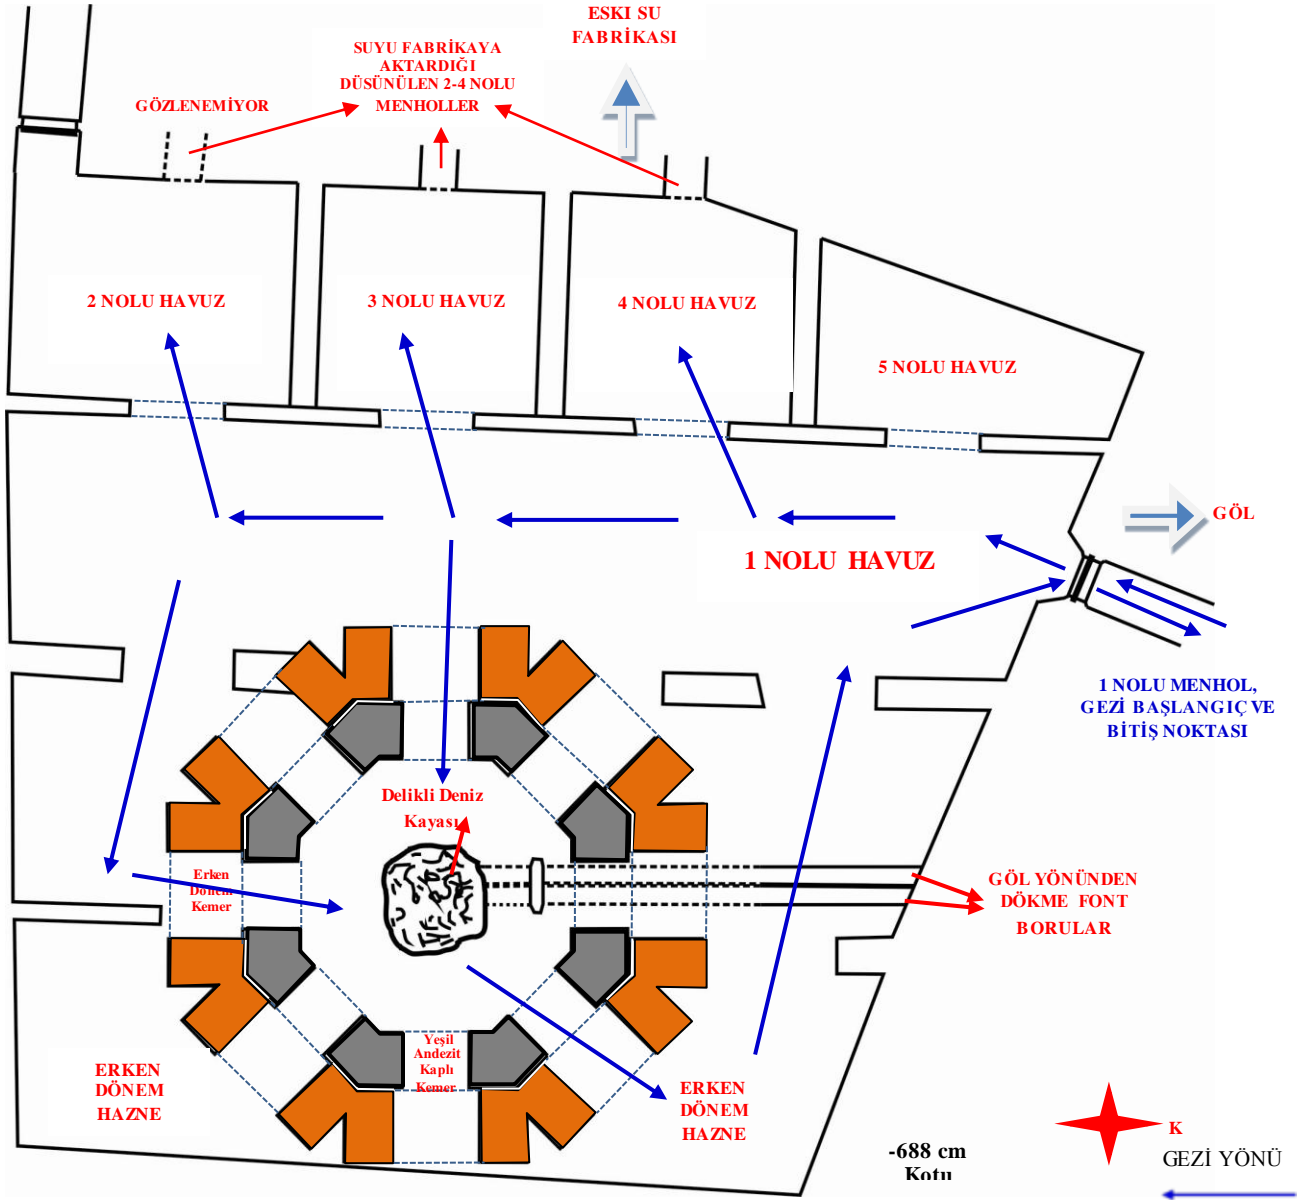 ESKI SU
FABRİKASI
SUYU FABRİKAYA
AKTARDIĞI
DÜSÜNÜLEN 2-4 NOLU
MENHOLLER
GÖZLENEMİYOR
2 NOLU HAVUZ
3 NOLU HAVUZ
4 NOLU HAVUZ
5 NOLU HAVUZ
GÖL
1 NOLU HAVUZ
1 NOLU MENHOL,
GEZİ BAŞLANGIÇ VE
BİTİŞ NOKTASI
Delikli Deniz
Kayası
Erken
Dönem
Kemer
GÖL YÖNÜNDEN
DÖKME FONT
BORULAR
Yeşil
Andezit
Kaplı
Kemer
ERKEN
DÖNEM
HAZNE
ERKEN
DÖNEM
HAZNE
-688 cm
Kotu
K
GEZİ YÖNÜ